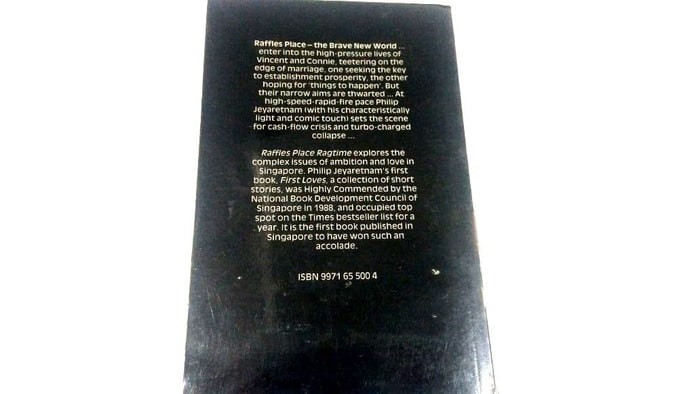 Raffles Place – the Brave New World ...
enter into the high-pressure lives of
Vincent and Connie, teetering on the
edge of marriage, one seeking the key
to establishment prosperity, the other
hoping for 'things to happen'. But
their narrow aims are thwarted ... At
high-speed-rapid-fire pace Philip
Jeyaretnam (with his characteristically
light and comic touch) sets the scene
for cash-flow crisis and turbo-charged
collapse ...
Raffles Place Ragtime explores the
complex issues of ambition and love in
Singapore. Philip Jeyaretnam's first
book, First Loves, a collection of short
stories, was Highly Commended by the
National Book Development Council of
Singapore in 1988, and occupied top
spot on the Times bestseller list for a
year. It is the first book published in
Singapore to have won such an
accolade.
ISBN 9971 65 500 4